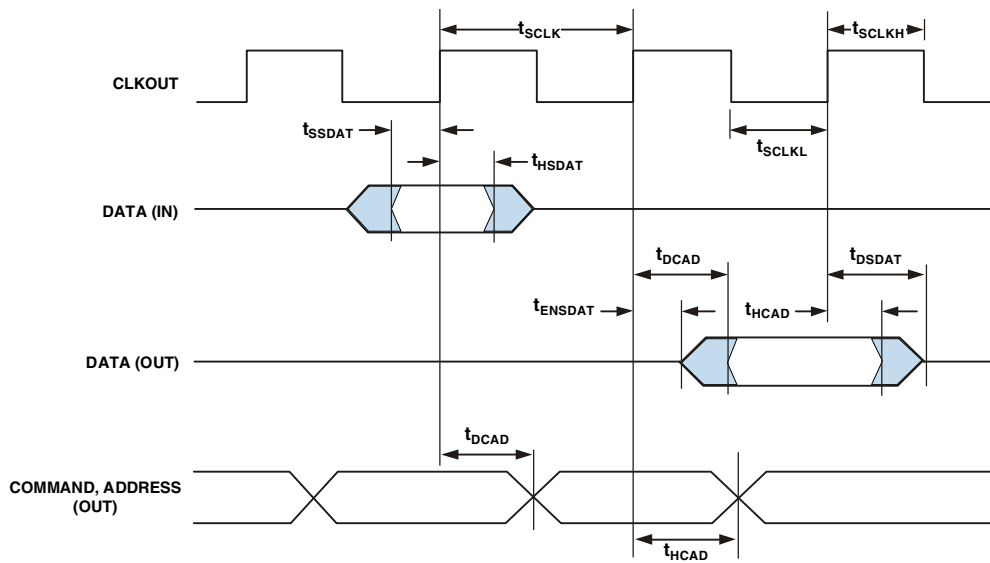 tSCLK
tSCLKH
CLKOUT
tSSDAT
tSCLKL
tHSDAT
DATA (IN)
tDCAD
tDSDAT
tENSDAT
tHCAD
DATA (OUT)
tDCAD
COMMAND, ADDRESS
(OUT)
tHCAD